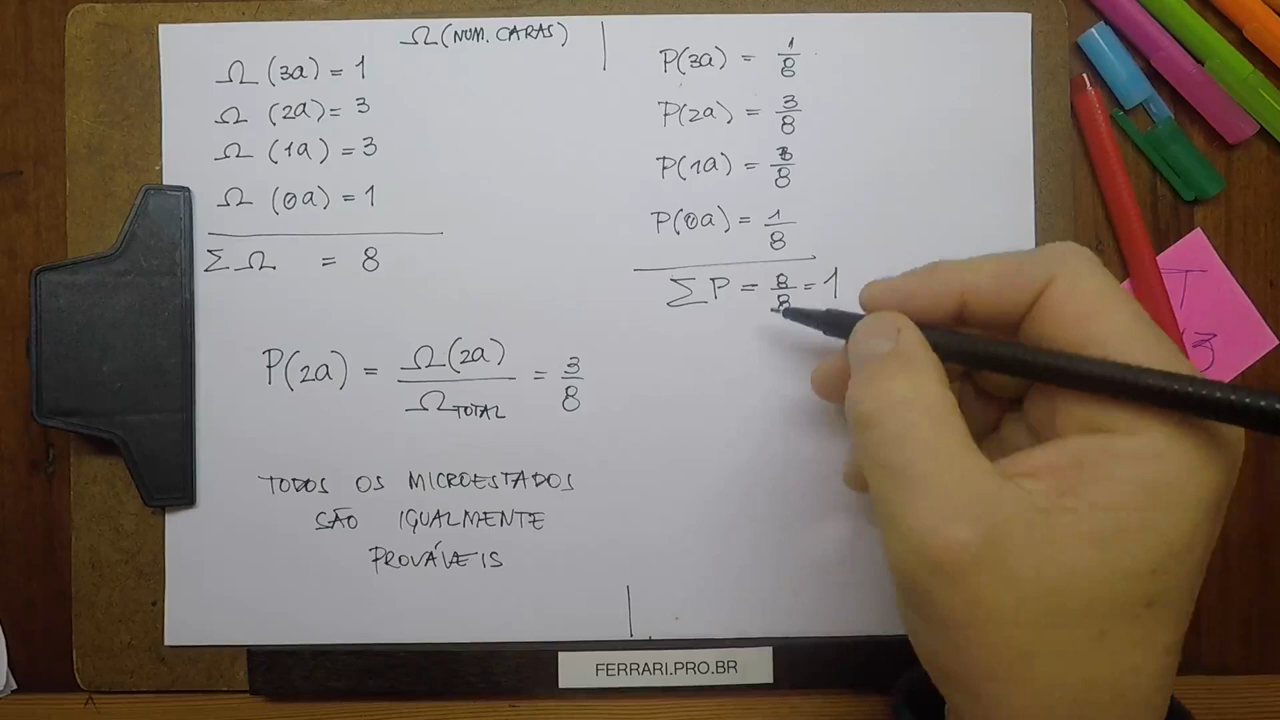 Ω (NUM. CARAS)
Ω (3a) = 1
Ω (2a) = 3
Ω (1a) = 3
Ω (0a) = 1
ΣΩ = 8
P(2a) = Ω(2a) / Ω TOTAL = 3/8
TODOS OS MICROESTADOS
SÃO IGUALMENTE
PROVÁVEIS
P(3a) = 1/8
P(2a) = 3/8
P(1a) = 3/8
P(0a) = 1/8
ΣP = 8/8 = 1
FERRARI.PRO.BR